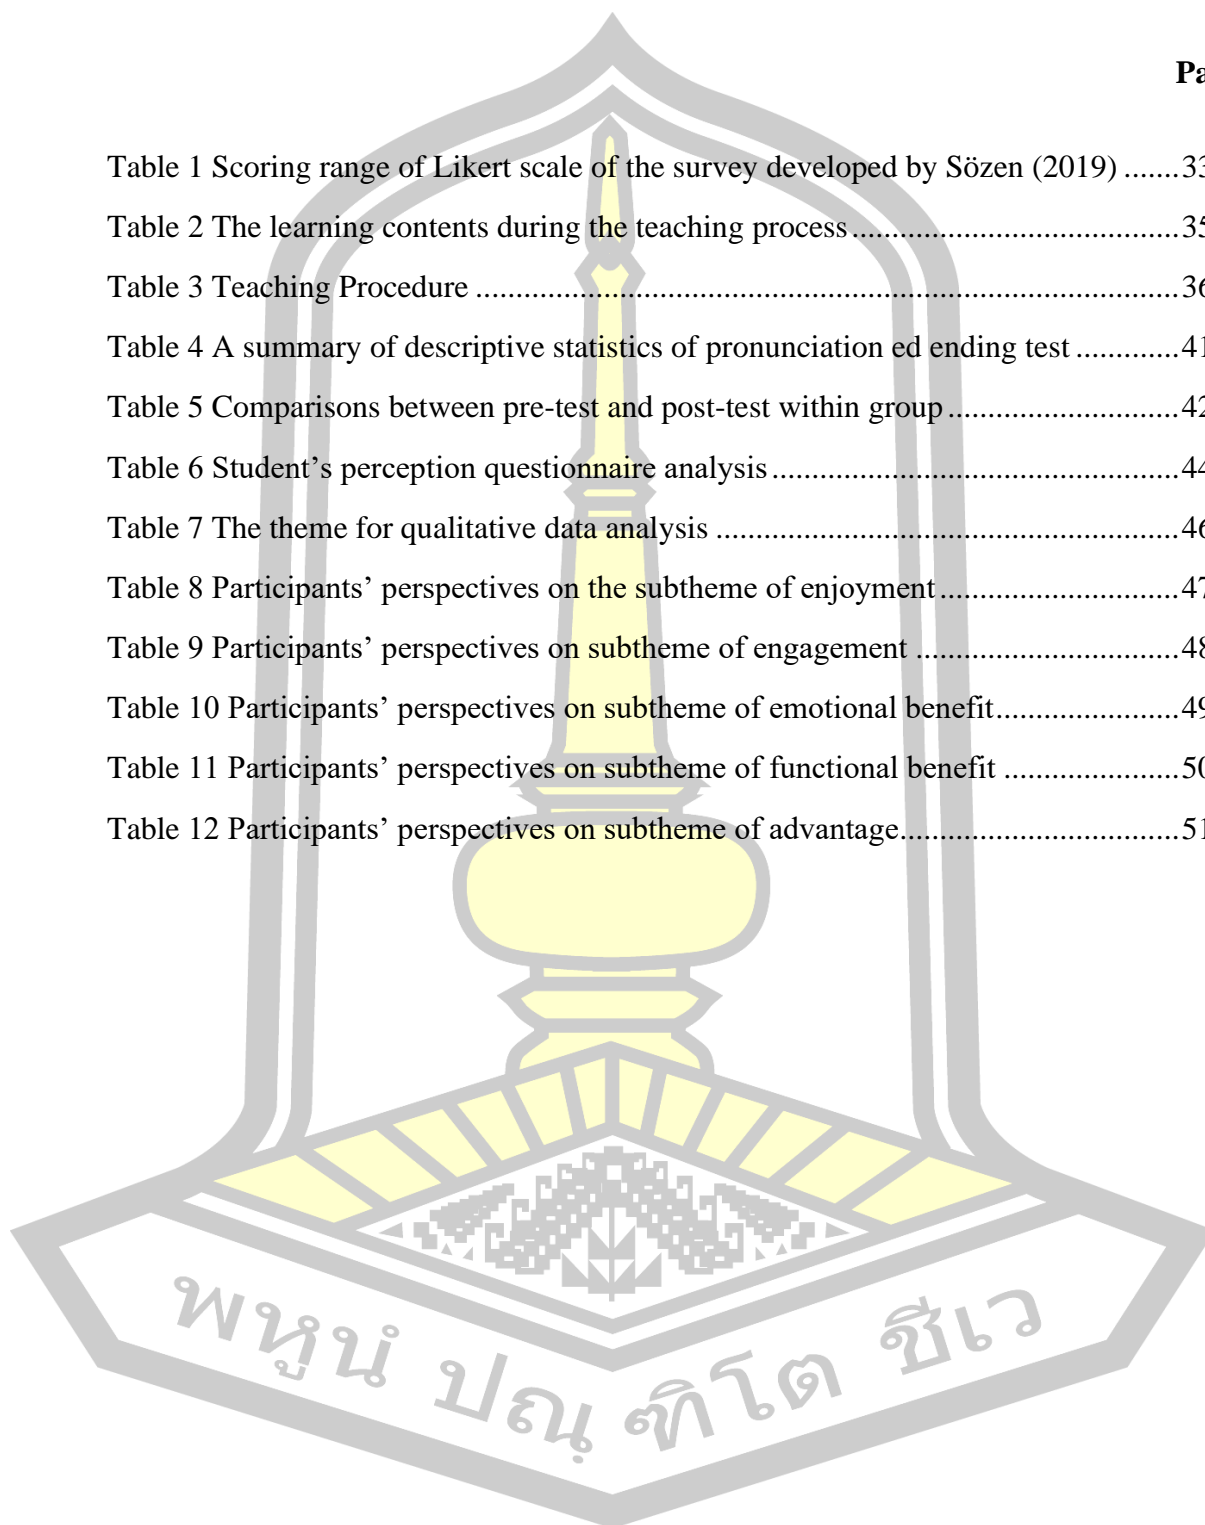 Pa
Table 1 Scoring range of Likert scale of the survey developed by Sözen (2019) .......33
Table 2 The learning contents during the teaching process.......................................35
Table 3 Teaching Procedure ....................................................................................36
Table 4 A summary of descriptive statistics of pronunciation ed ending test .............41
Table 5 Comparisons between pre-test and post-test within group............................42
Table 6 Student’s perception questionnaire analysis.................................................44
Table 7 The theme for qualitative data analysis ........................................................46
Table 8 Participants’ perspectives on the subtheme of enjoyment.............................47
Table 9 Participants’ perspectives on subtheme of engagement ................................48
Table 10 Participants’ perspectives on subtheme of emotional benefit......................49
Table 11 Participants’ perspectives on subtheme of functional benefit .....................50
Table 12 Participants’ perspectives on subtheme of advantage.................................51
พหูนํ ปณฺฑิโต ชีเว